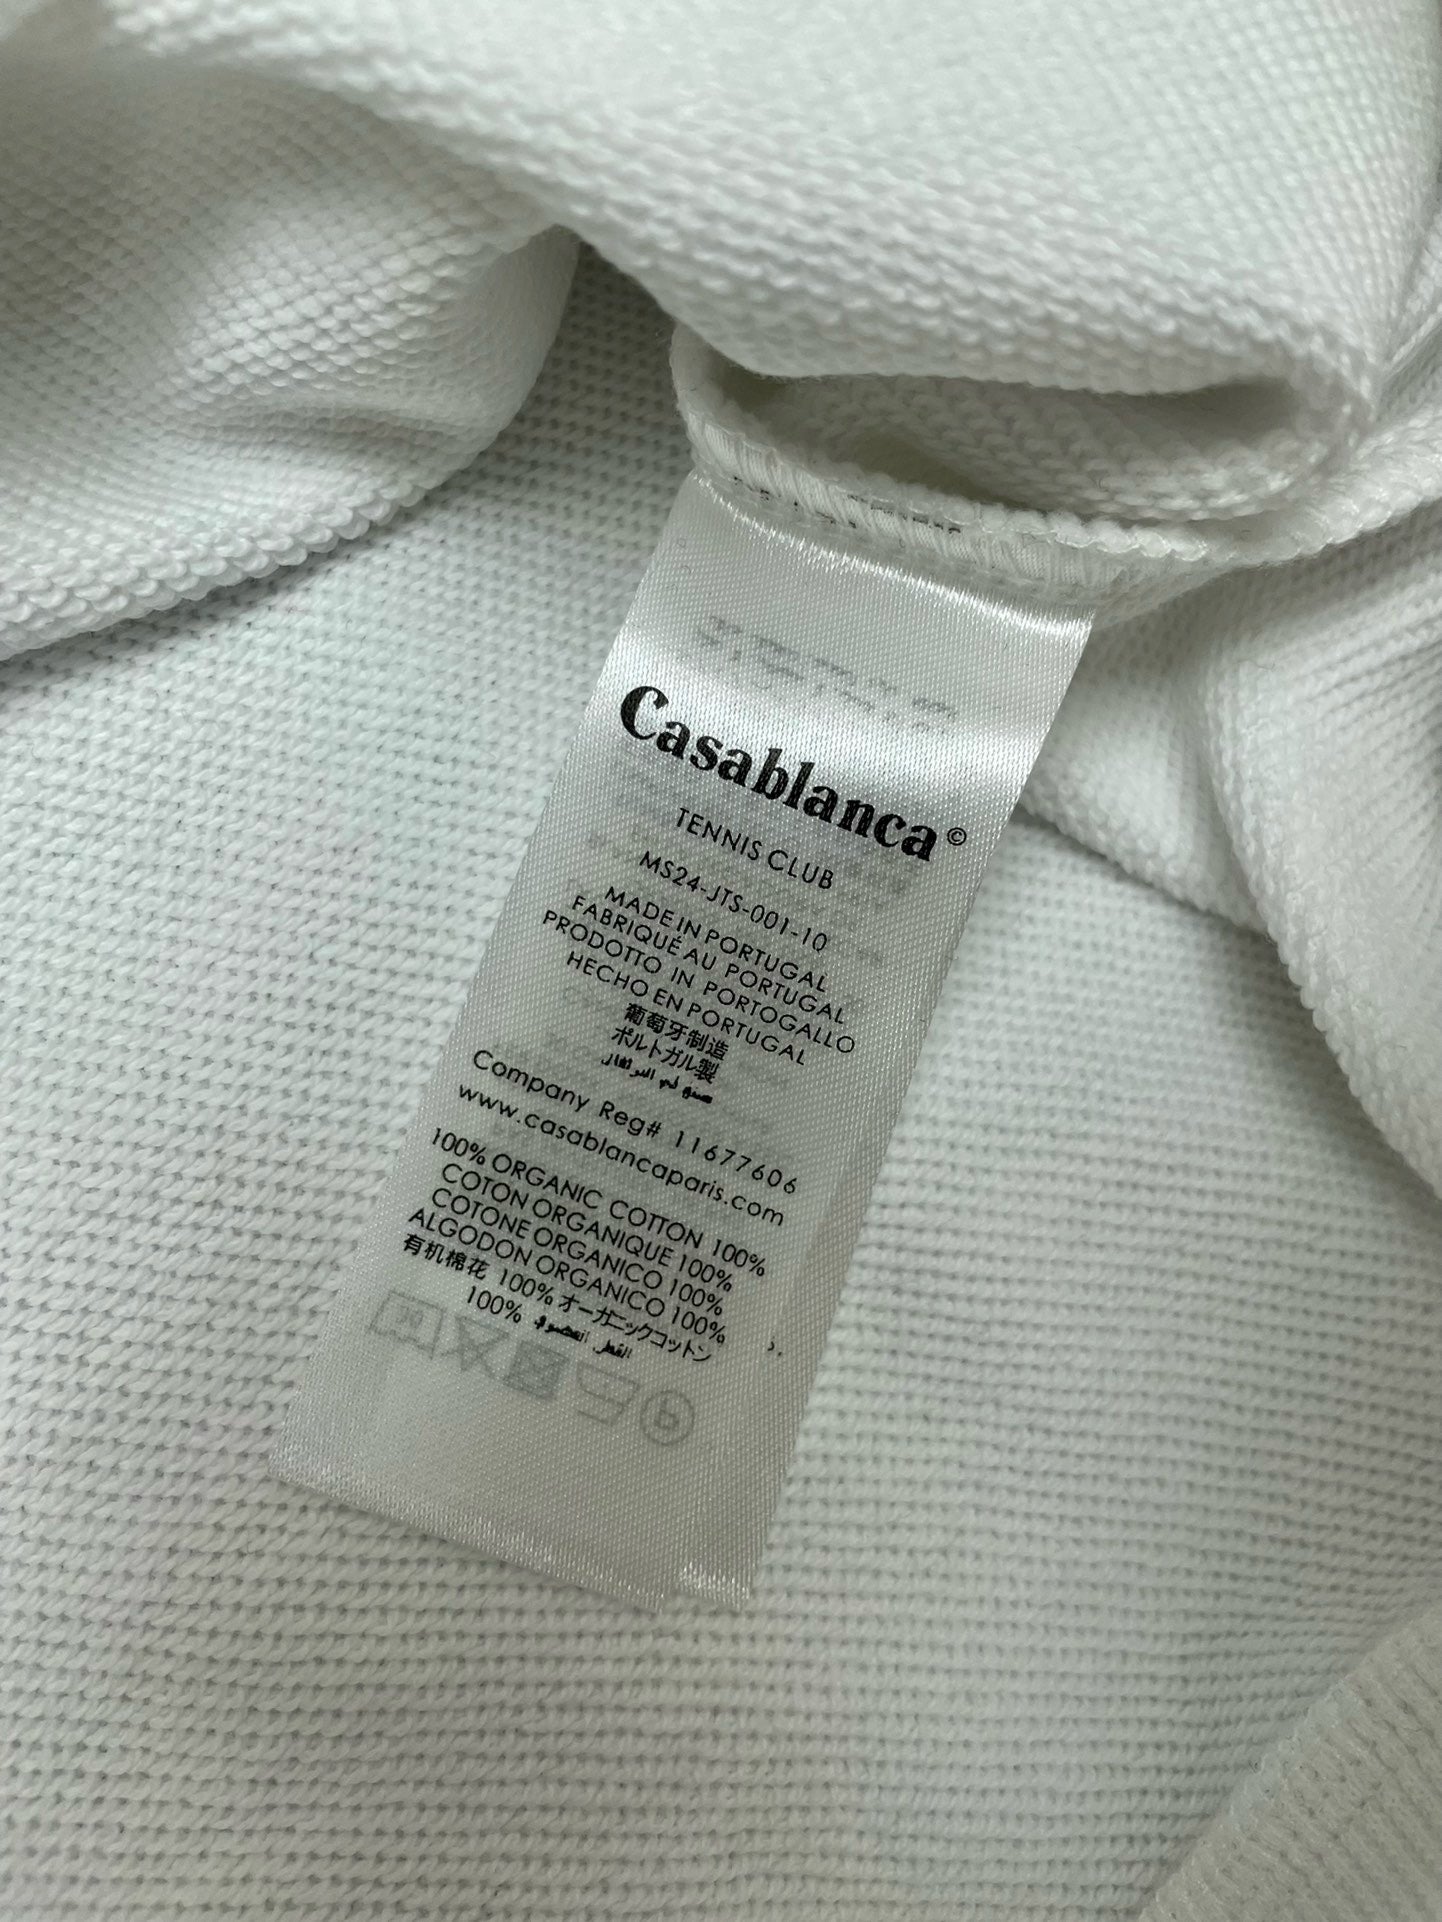 Casablanca©
TENNIS CLUB
MS24-JTS-001-10
MADE IN PORTUGAL
FABRIQUÉ AU PORTUGAL
PRODOTTO IN PORTOGALLO
HECHO EN PORTUGAL
葡萄牙制造
ポルトガル製
Company Reg# 11677606
www.casablancaparis.com
100% ORGANIC COTTON 100%
COTON ORGANIQUE 100%
COTONE ORGANICO 100%
ALGODON ORGANICO 100%
有机棉花 100% オーガニックコットン
100%